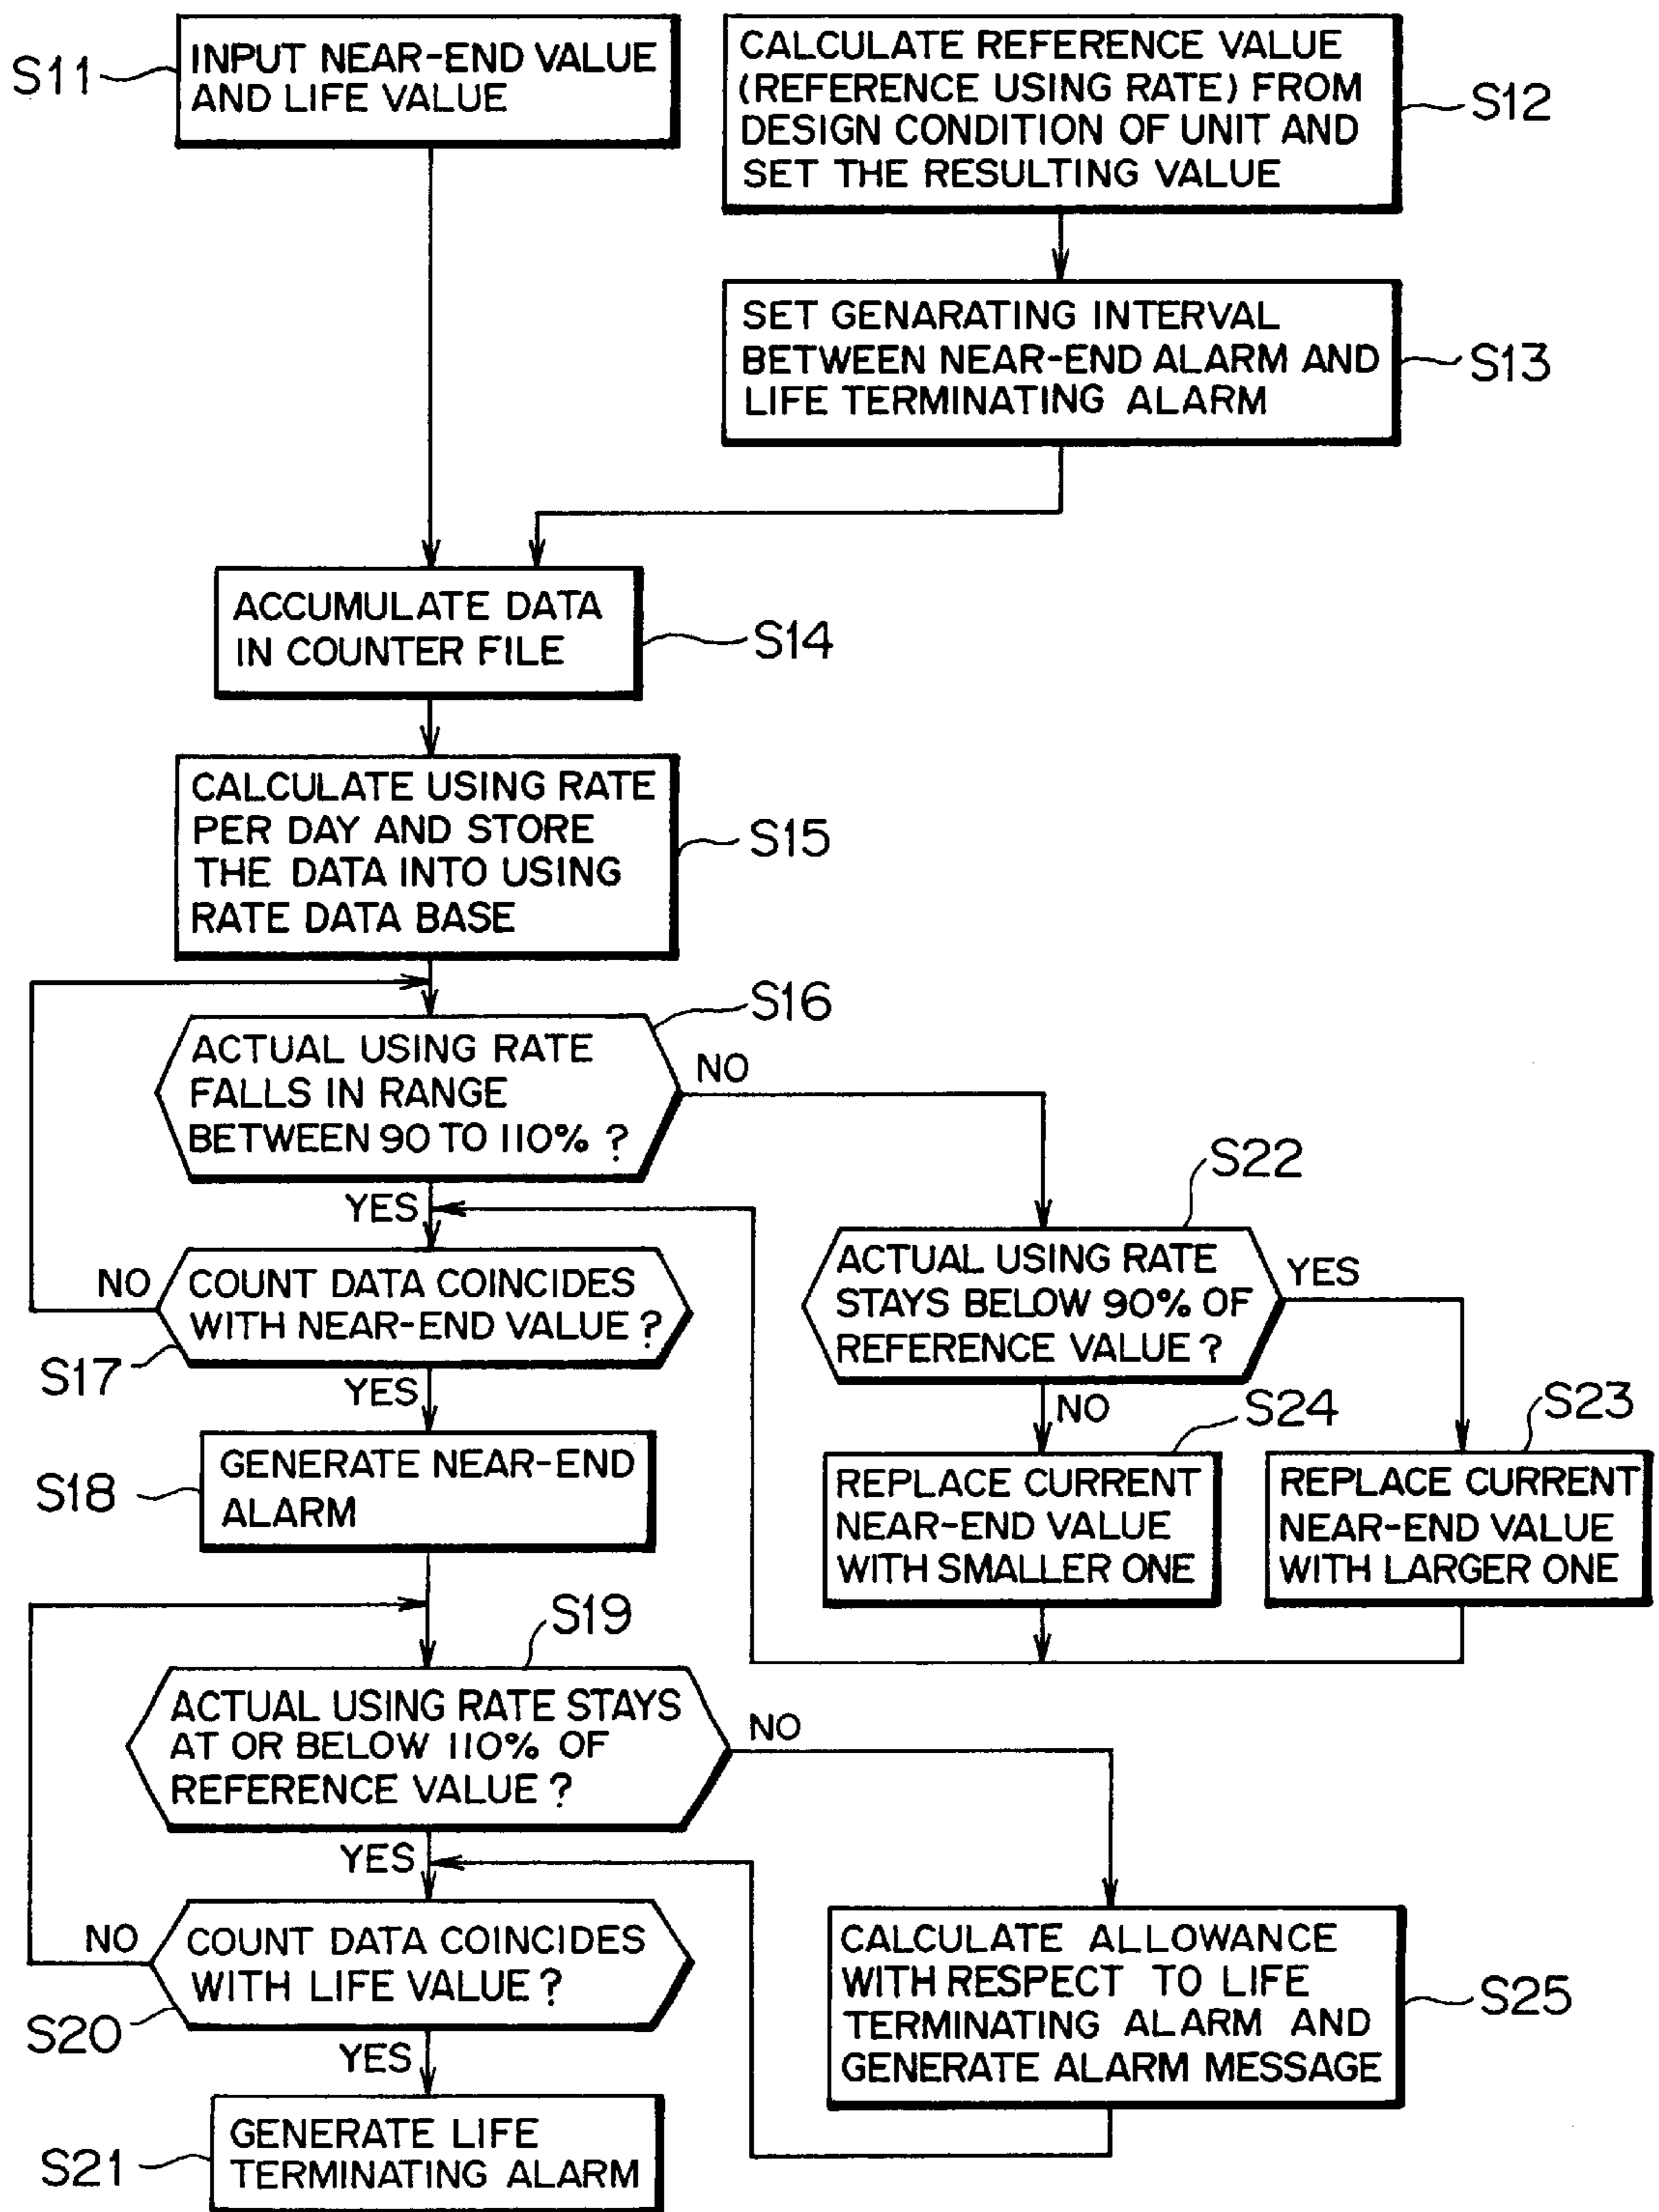 S11
INPUT NEAR-END VALUE
AND LIFE VALUE
CALCULATE REFERENCE VALUE
(REFERENCE USING RATE) FROM
DESIGN CONDITION OF UNIT AND
SET THE RESULTING VALUE
S12
SET GENARATING INTERVAL
BETWEEN NEAR-END ALARM AND
LIFE TERMINATING ALARM
S13
ACCUMULATE DATA
IN COUNTER FILE
S14
CALCULATE USING RATE
PER DAY AND STORE
THE DATA INTO USING
RATE DATA BASE
S15
S16
ACTUAL USING RATE
FALLS IN RANGE
BETWEEN 90 TO 110% ?
NO
YES
S22
ACTUAL USING RATE
STAYS BELOW 90% OF
REFERENCE VALUE ?
YES
NO
NO
COUNT DATA COINCIDES
WITH NEAR-END VALUE ?
S17
YES
S24
S23
REPLACE CURRENT
NEAR-END VALUE
WITH SMALLER ONE
REPLACE CURRENT
NEAR-END VALUE
WITH LARGER ONE
S18
GENERATE NEAR-END
ALARM
S19
ACTUAL USING RATE STAYS
AT OR BELOW 110% OF
REFERENCE VALUE ?
NO
YES
NO
COUNT DATA COINCIDES
WITH LIFE VALUE ?
S20
YES
CALCULATE ALLOWANCE
WITH RESPECT TO LIFE
TERMINATING ALARM AND
GENERATE ALARM MESSAGE
S25
S21
GENERATE LIFE
TERMINATING ALARM